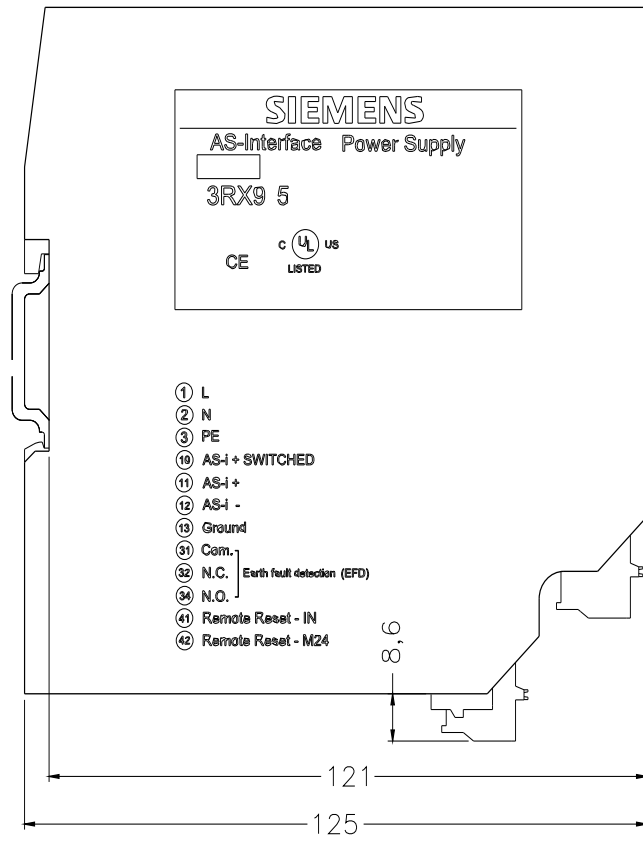 SIEMENS
AS-Interface Power Supply
3RX9 5
C UL US
LISTED
CE
1 L
2 N
3 PE
10 AS-i + SWITCHED
11 AS-i +
12 AS-i -
13 Ground
31 Com.
32 N.C. Earth fault detection (EFD)
34 N.O.
41 Remote Reset - IN
42 Remote Reset - M24
8,6
121
125